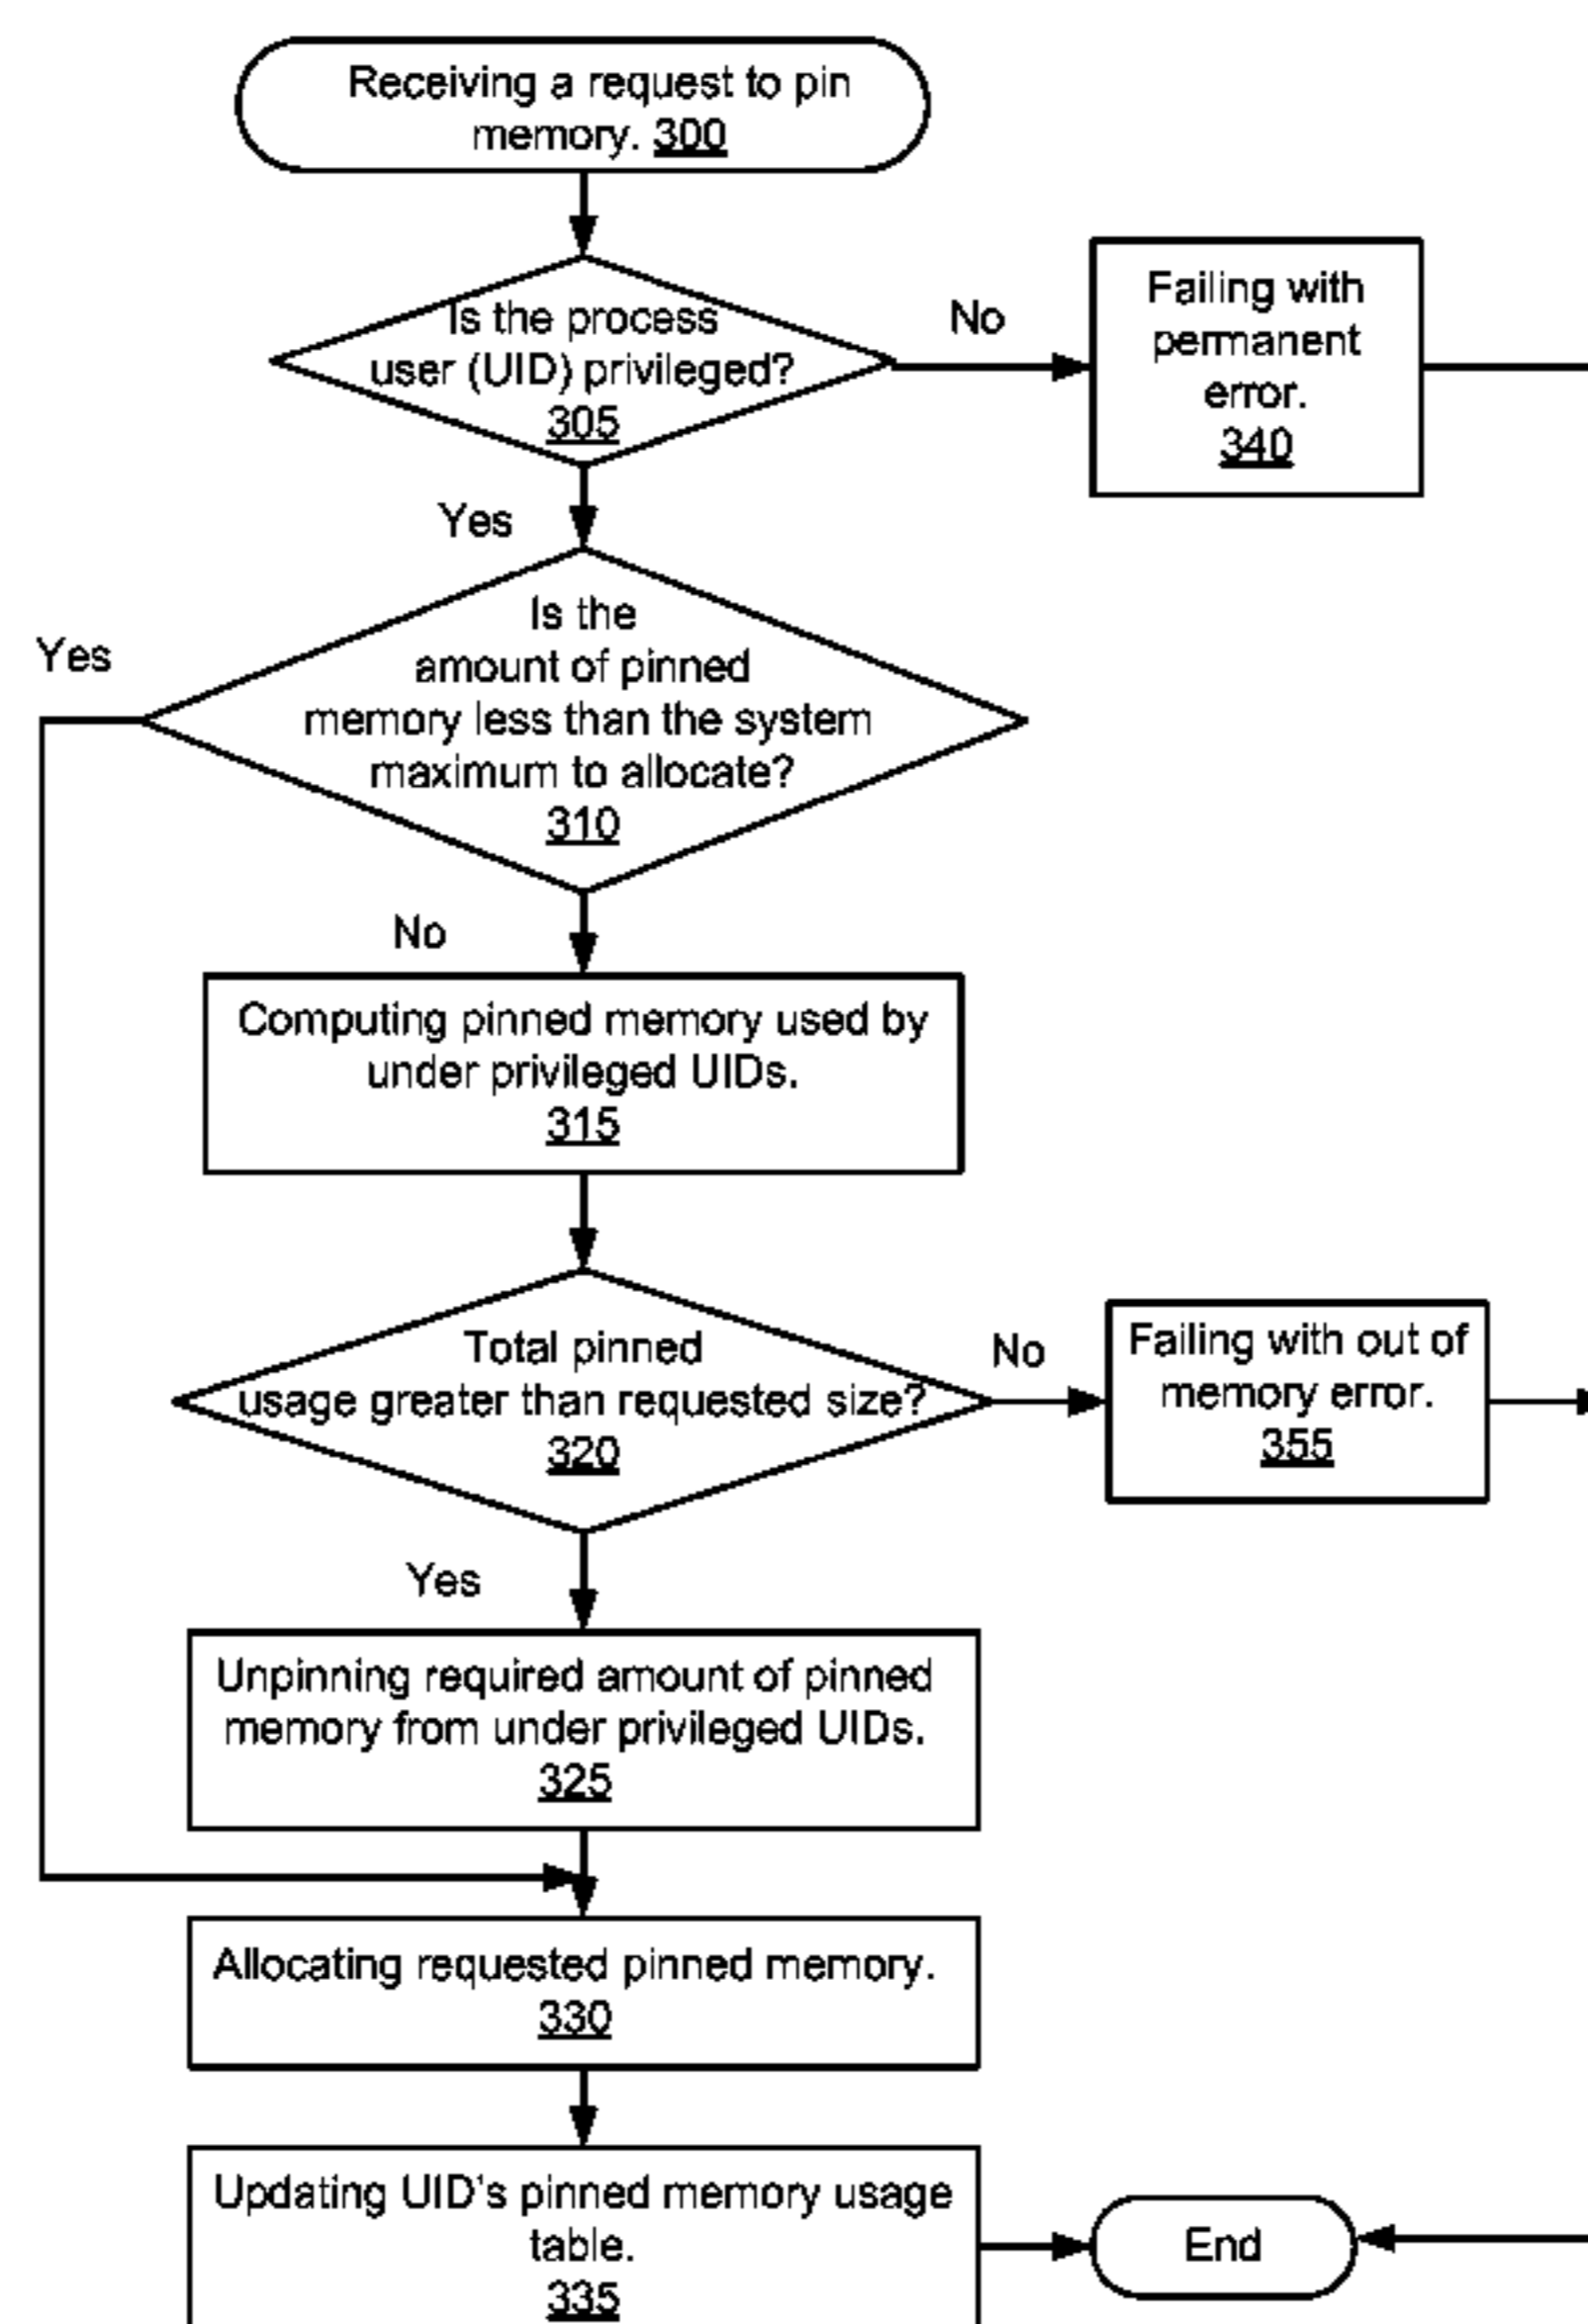 Receiving a request to pin
memory. 300
Is the process
user (UID) privileged?
305
No
Failing with
permanent
error.
340
Yes
Is the
amount of pinned
memory less than the system
maximum to allocate?
310
Yes
No
Computing pinned memory used by
under privileged UIDs.
315
Total pinned
usage greater than requested size?
320
No
Failing with out of
memory error.
355
Yes
Unpinning required amount of pinned
memory from under privileged UIDs.
325
Allocating requested pinned memory.
330
Updating UID's pinned memory usage
table.
335
End